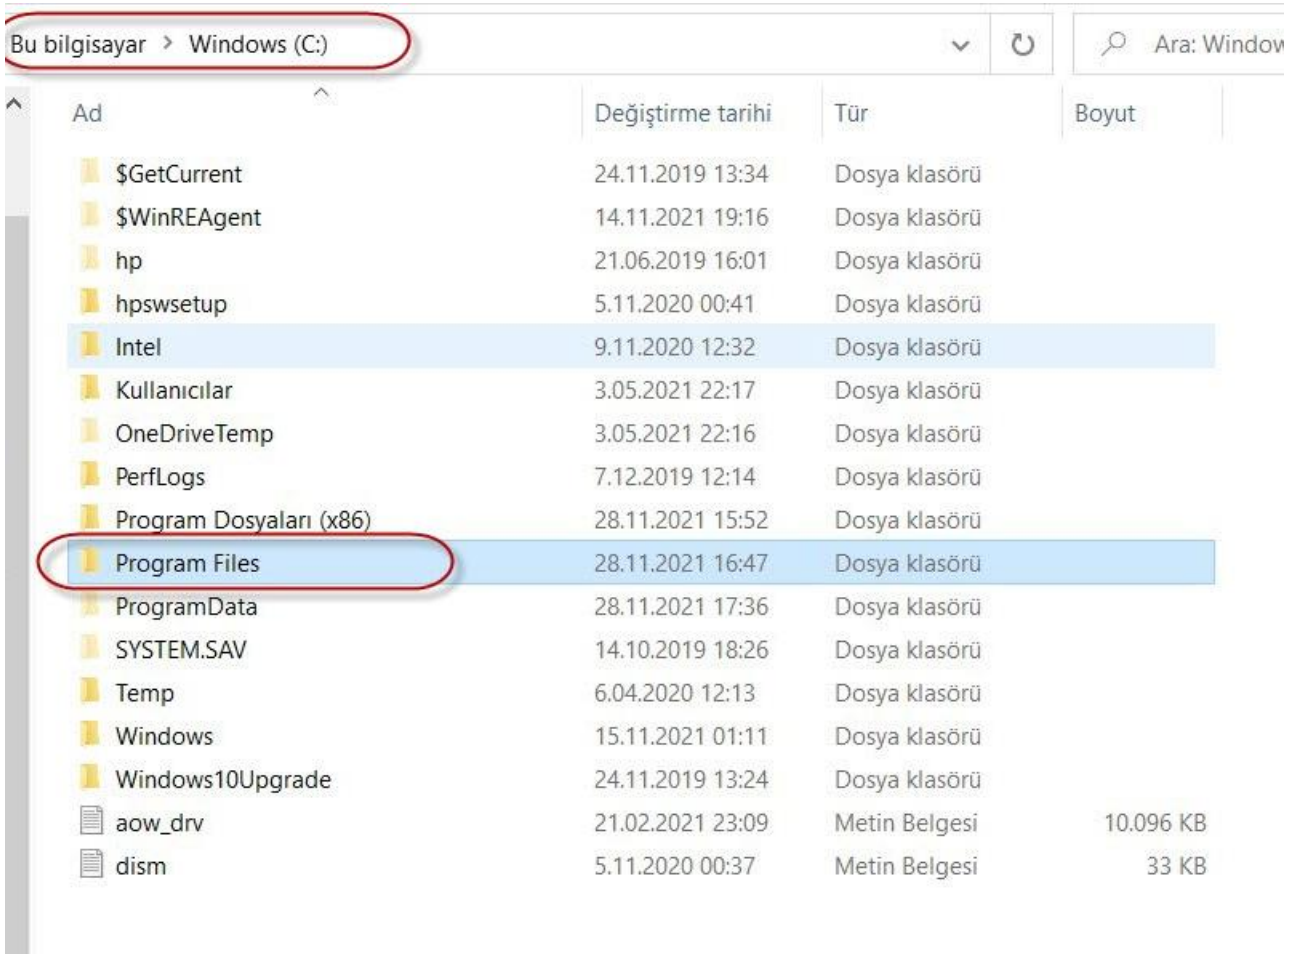 Bu bilgisayar > Windows (C:) Ara: Window
Ad Değiştirme tarihi Tür Boyut
$GetCurrent 24.11.2019 13:34 Dosya klasörü
$WinREAgent 14.11.2021 19:16 Dosya klasörü
hp 21.06.2019 16:01 Dosya klasörü
hpswsetup 5.11.2020 00:41 Dosya klasörü
Intel 9.11.2020 12:32 Dosya klasörü
Kullanıcılar 3.05.2021 22:17 Dosya klasörü
OneDriveTemp 3.05.2021 22:16 Dosya klasörü
PerfLogs 7.12.2019 12:14 Dosya klasörü
Program Dosyaları (x86) 28.11.2021 15:52 Dosya klasörü
Program Files 28.11.2021 16:47 Dosya klasörü
ProgramData 28.11.2021 17:36 Dosya klasörü
SYSTEM.SAV 14.10.2019 18:26 Dosya klasörü
Temp 6.04.2020 12:13 Dosya klasörü
Windows 15.11.2021 01:11 Dosya klasörü
Windows10Upgrade 24.11.2019 13:24 Dosya klasörü
aow_drv 21.02.2021 23:09 Metin Belgesi 10.096 KB
dism 5.11.2020 00:37 Metin Belgesi 33 KB